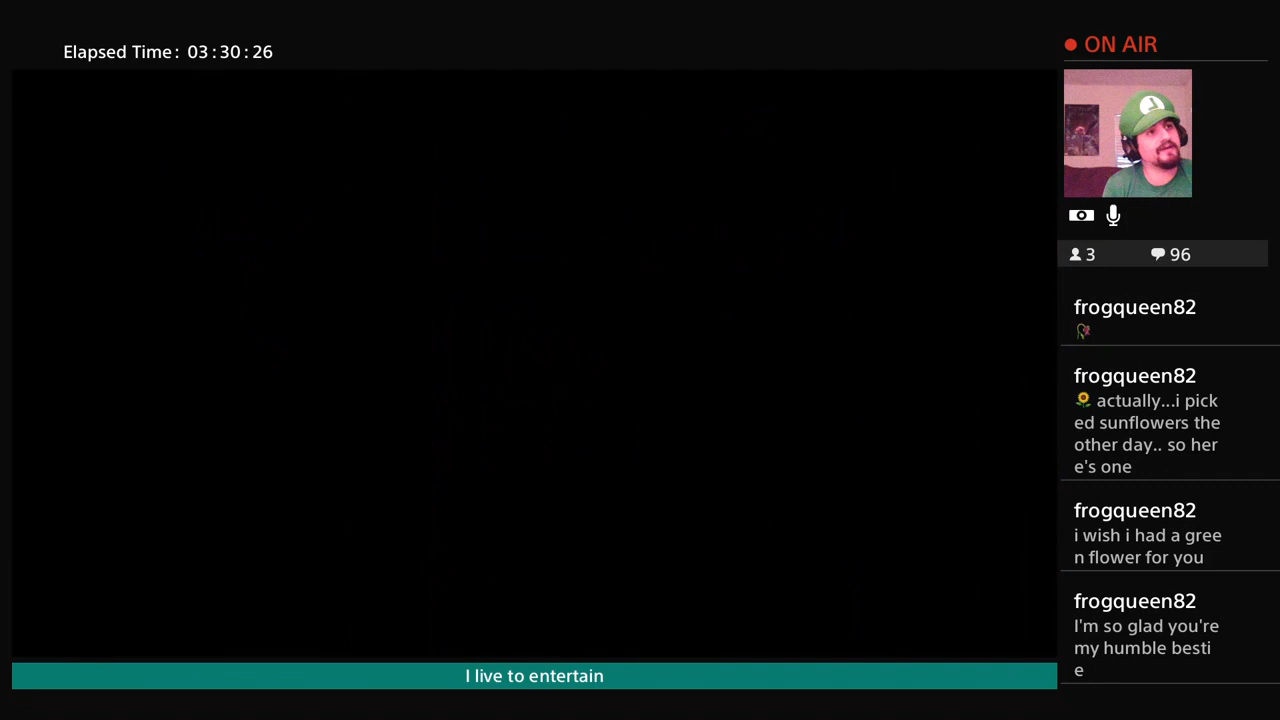 Elapsed Time: 03:30:26
ON AIR
3
96
frogqueen82
🥀
frogqueen82
🌻 actually...i pick
ed sunflowers the
other day.. so her
e's one
frogqueen82
i wish i had a gree
n flower for you
frogqueen82
I'm so glad you're
my humble besti
e
I live to entertain